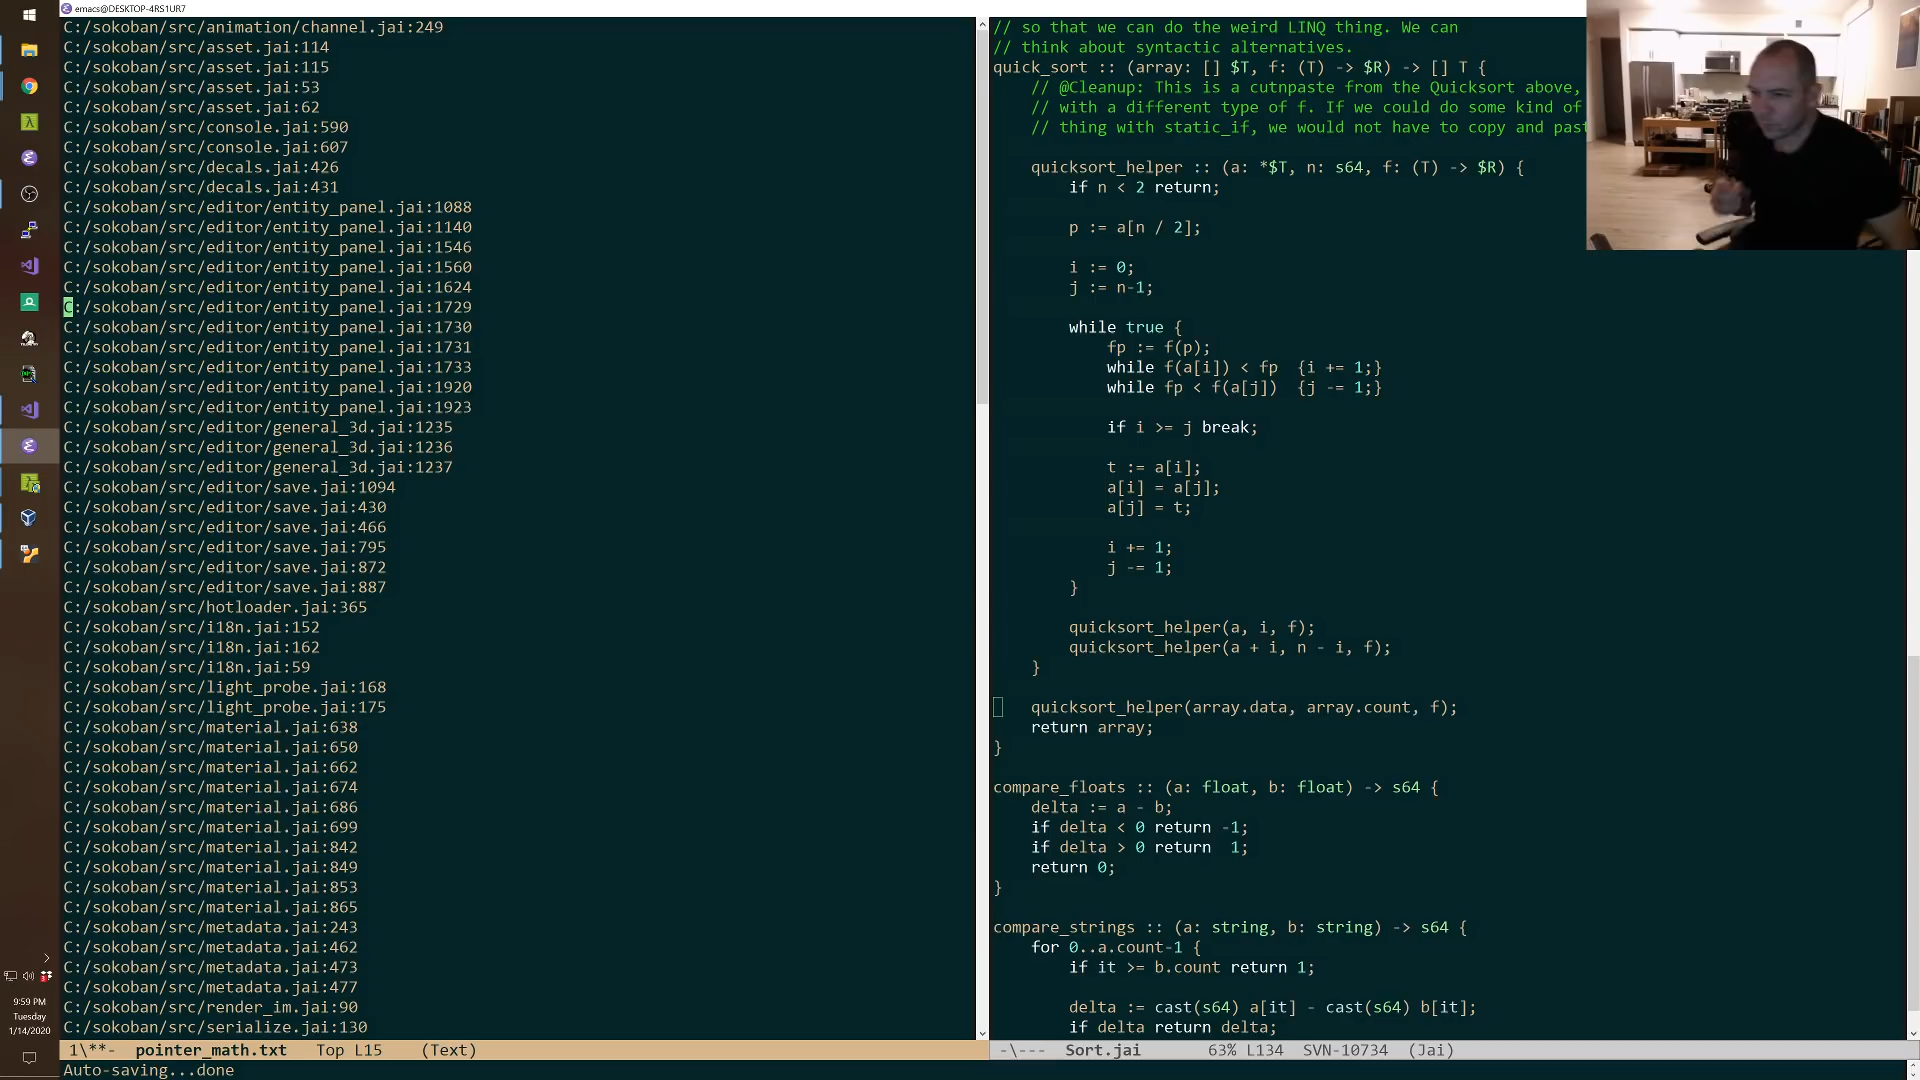 emacs@DESKTOP-4RS1UR7
C:/sokoban/src/animation/channel.jai:249
C:/sokoban/src/asset.jai:114
C:/sokoban/src/asset.jai:115
C:/sokoban/src/asset.jai:53
C:/sokoban/src/asset.jai:62
C:/sokoban/src/console.jai:590
C:/sokoban/src/console.jai:607
C:/sokoban/src/decals.jai:426
C:/sokoban/src/decals.jai:431
C:/sokoban/src/editor/entity_panel.jai:1088
C:/sokoban/src/editor/entity_panel.jai:1140
C:/sokoban/src/editor/entity_panel.jai:1546
C:/sokoban/src/editor/entity_panel.jai:1560
C:/sokoban/src/editor/entity_panel.jai:1624
C:/sokoban/src/editor/entity_panel.jai:1729
C:/sokoban/src/editor/entity_panel.jai:1730
C:/sokoban/src/editor/entity_panel.jai:1731
C:/sokoban/src/editor/entity_panel.jai:1733
C:/sokoban/src/editor/entity_panel.jai:1920
C:/sokoban/src/editor/entity_panel.jai:1923
C:/sokoban/src/editor/general_3d.jai:1235
C:/sokoban/src/editor/general_3d.jai:1236
C:/sokoban/src/editor/general_3d.jai:1237
C:/sokoban/src/editor/save.jai:1094
C:/sokoban/src/editor/save.jai:430
C:/sokoban/src/editor/save.jai:466
C:/sokoban/src/editor/save.jai:795
C:/sokoban/src/editor/save.jai:872
C:/sokoban/src/editor/save.jai:887
C:/sokoban/src/hotloader.jai:365
C:/sokoban/src/i18n.jai:152
C:/sokoban/src/i18n.jai:162
C:/sokoban/src/i18n.jai:59
C:/sokoban/src/light_probe.jai:168
C:/sokoban/src/light_probe.jai:175
C:/sokoban/src/material.jai:638
C:/sokoban/src/material.jai:650
C:/sokoban/src/material.jai:662
C:/sokoban/src/material.jai:674
C:/sokoban/src/material.jai:686
C:/sokoban/src/material.jai:699
C:/sokoban/src/material.jai:842
C:/sokoban/src/material.jai:849
C:/sokoban/src/material.jai:853
C:/sokoban/src/material.jai:865
C:/sokoban/src/metadata.jai:243
C:/sokoban/src/metadata.jai:462
C:/sokoban/src/metadata.jai:473
C:/sokoban/src/metadata.jai:477
C:/sokoban/src/render_im.jai:90
C:/sokoban/src/serialize.jai:130
1\**-  pointer_math.txt   Top L15    (Text)
Auto-saving...done
// so that we can do the weird LINQ thing. We can
// think about syntactic alternatives.
quick_sort :: (array: [] $T, f: (T) -> $R) -> [] T {
    // @Cleanup: This is a cutnpaste from the Quicksort above,
    // with a different type of f. If we could do some kind of
    // thing with static_if, we would not have to copy and past
    quicksort_helper :: (a: *$T, n: s64, f: (T) -> $R) {
        if n < 2 return;
        p := a[n / 2];
        i := 0;
        j := n-1;
        while true {
            fp := f(p);
            while f(a[i]) < fp  {i += 1;}
            while fp < f(a[j])  {j -= 1;}
            if i >= j break;
            t := a[i];
            a[i] = a[j];
            a[j] = t;
            i += 1;
            j -= 1;
        }
        quicksort_helper(a, i, f);
        quicksort_helper(a + i, n - i, f);
    }
    quicksort_helper(array.data, array.count, f);
    return array;
}
compare_floats :: (a: float, b: float) -> s64 {
    delta := a - b;
    if delta < 0 return -1;
    if delta > 0 return  1;
    return 0;
}
compare_strings :: (a: string, b: string) -> s64 {
    for 0..a.count-1 {
        if it >= b.count return 1;
        delta := cast(s64) a[it] - cast(s64) b[it];
        if delta return delta;
-\---  Sort.jai       63% L134  SVN-10734  (Jai)
9:59 PM
Tuesday
1/14/2020